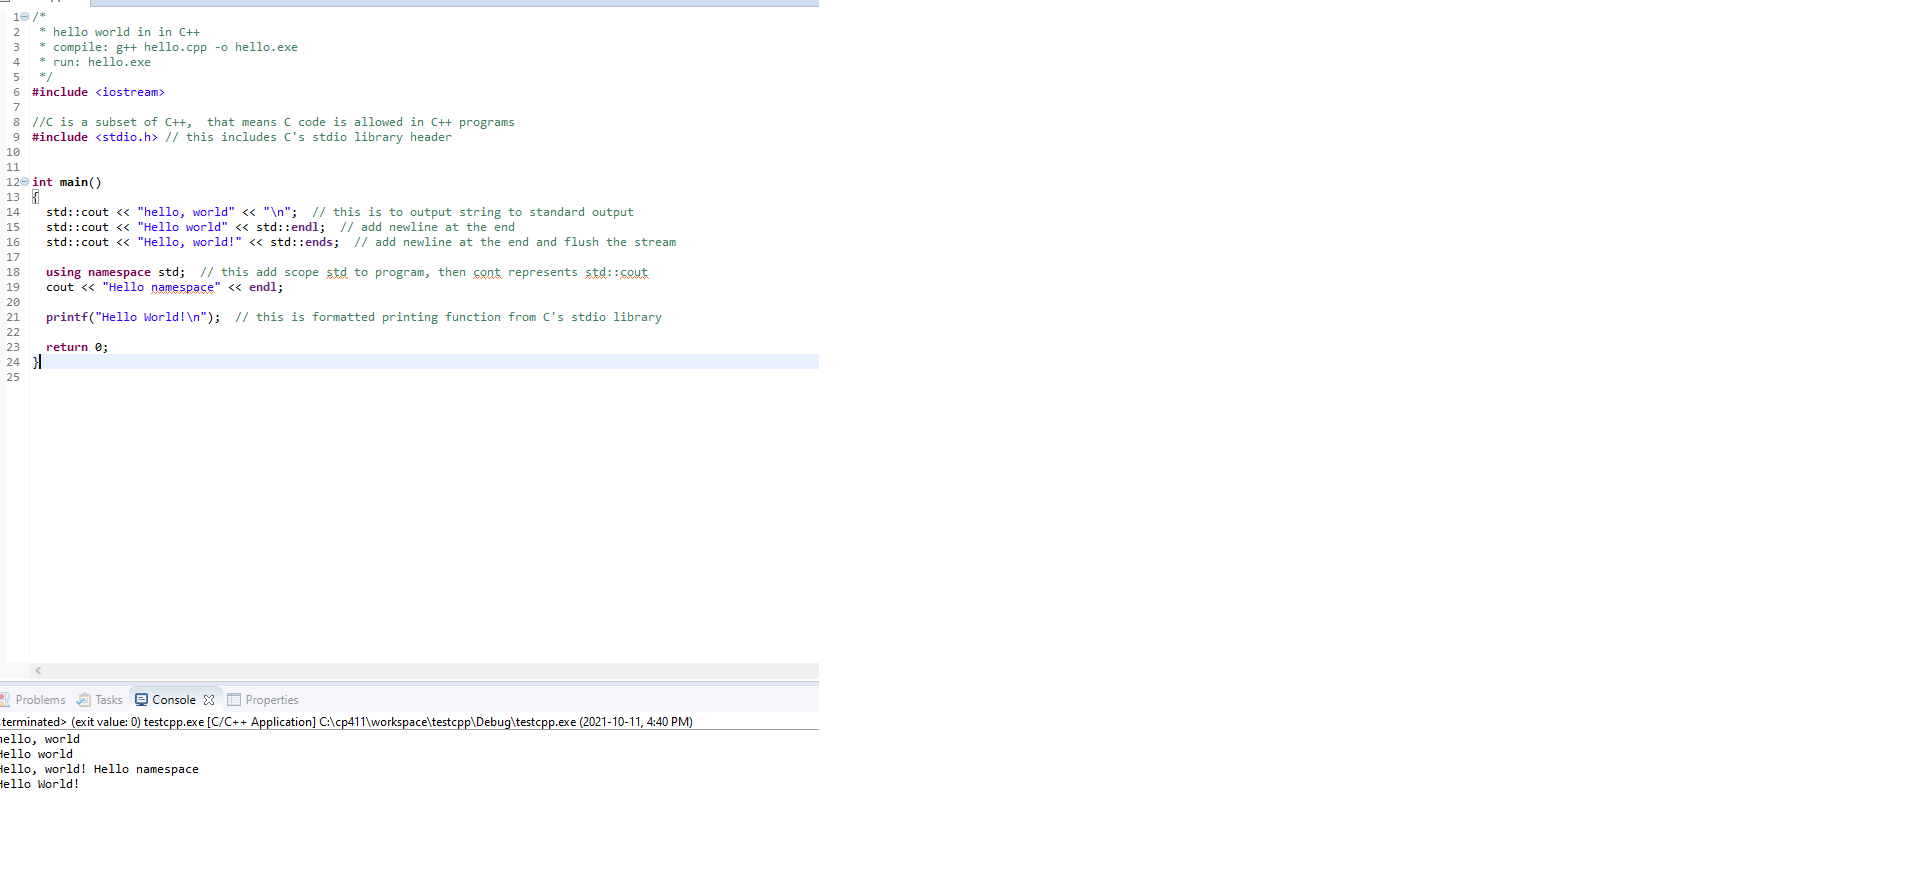 1 /*
2  * hello world in in C++
3  * compile: g++ hello.cpp -o hello.exe
4  * run: hello.exe
5  */
6 #include <iostream>
7
8 //C is a subset of C++,  that means C code is allowed in C++ programs
9 #include <stdio.h> // this includes C's stdio library header
10
11
12 int main()
13 {
14   std::cout << "hello, world" << "\n";  // this is to output string to standard output
15   std::cout << "Hello world" << std::endl;  // add newline at the end
16   std::cout << "Hello, world!" << std::ends;  // add newline at the end and flush the stream
17
18   using namespace std;  // this add scope std to program, then cont represents std::cout
19   cout << "Hello namespace" << endl;
20
21   printf("Hello World!\n");  // this is formatted printing function from C's stdio library
22
23   return 0;
24 }
25
Problems Tasks Console Properties
terminated> (exit value: 0) testcpp.exe [C/C++ Application] C:\cp411\workspace\testcpp\Debug\testcpp.exe (2021-10-11, 4:40 PM)
hello, world
Hello world
Hello, world! Hello namespace
Hello World!